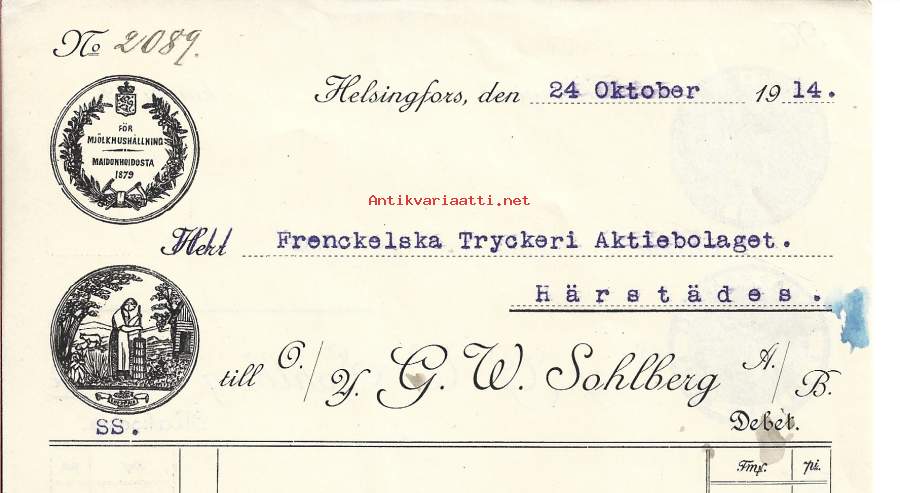 No 2089.
Helsingfors, den 24 Oktober 1914.
FÖR
MJÖLKHUSHÅLLNING
MAIDONHOIDOSTA
1879
Antikvariaatti.net
Frenckelska Tryckeri Aktiebolaget.
Härstädes.
till O./Y. G. W. Sohlberg A./B.
SS.
Debet.
Fmk. pi.